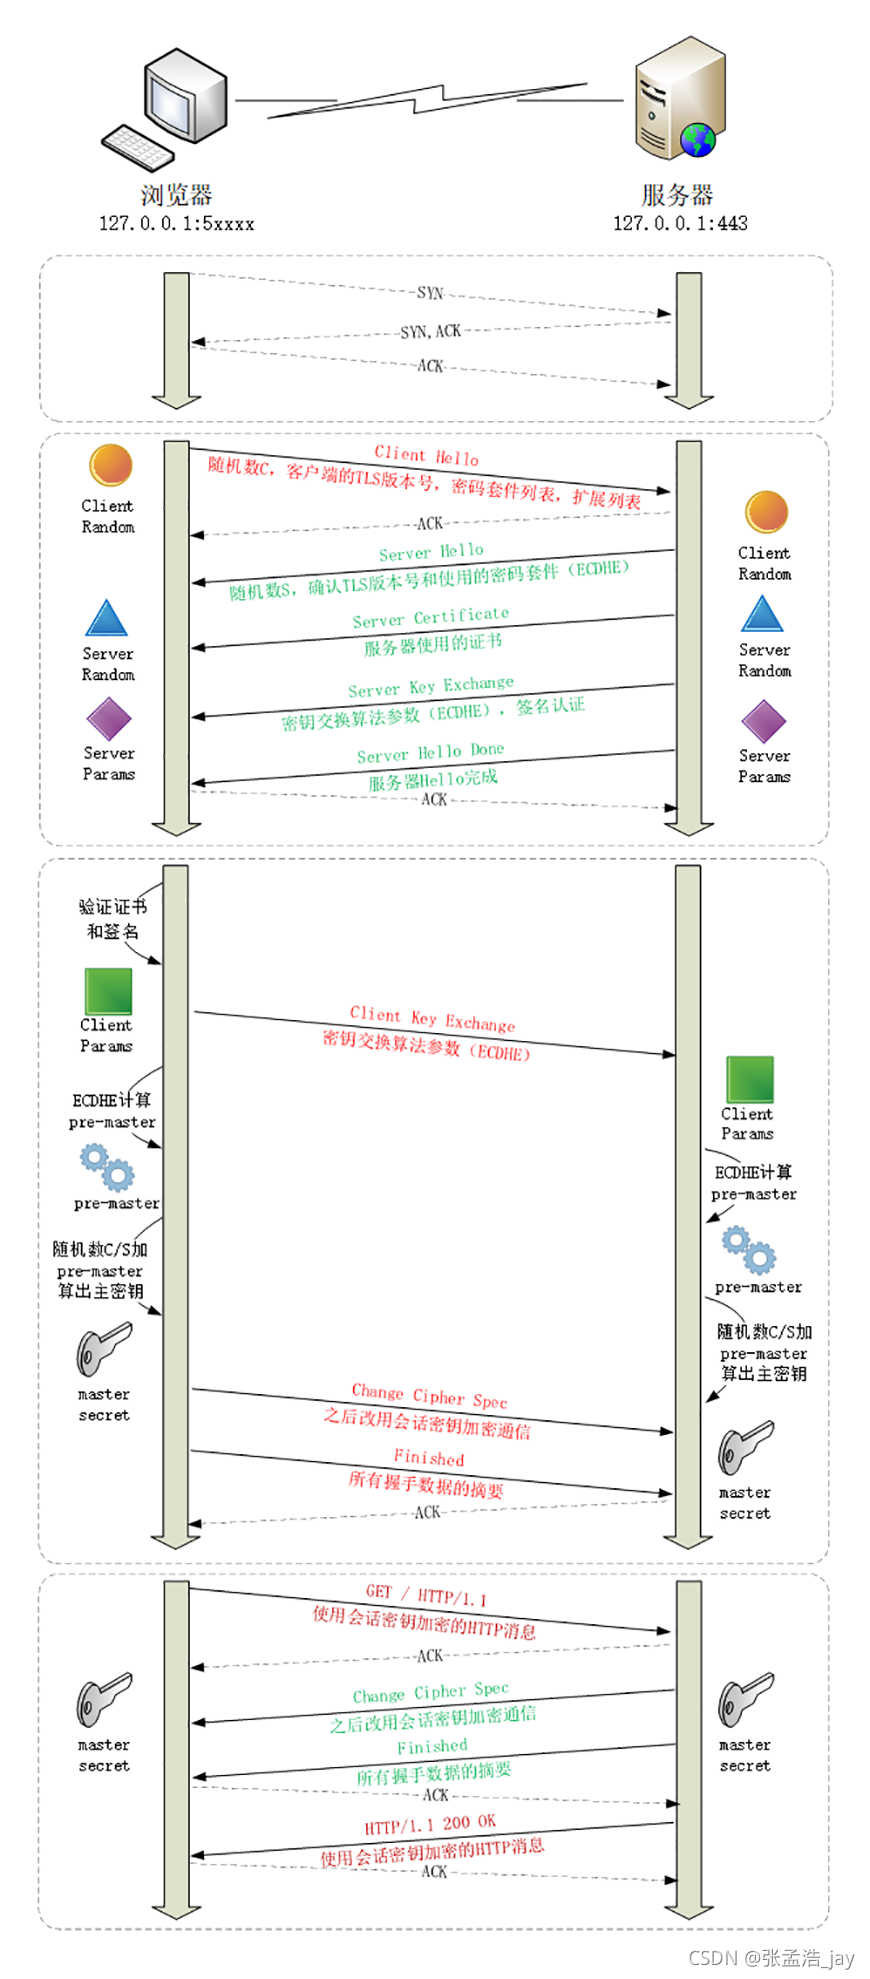 浏览器
服务器
127.0.0.1:5xxxx
127.0.0.1:443
SYN
SYN,ACK
ACK
Client Hello
随机数C，客户端的TLS版本号，密码套件列表，扩展列表
Client
Random
ACK
Client
Random
Server Hello
随机数S，确认TLS版本号和使用的密码套件（ECDHE）
Server Certificate
服务器使用的证书
Server
Random
Server
Random
Server Key Exchange
密钥交换算法参数（ECDHE），签名认证
Server
Params
Server
Params
Server Hello Done
服务器Hello完成
ACK
验证证书
和签名
Client
Params
Client Key Exchange
密钥交换算法参数（ECDHE）
Client
Params
ECDHE计算
pre-master
ECDHE计算
pre-master
pre-master
随机数C/S加
pre-master
算出主密钥
pre-master
随机数C/S加
pre-master
算出主密钥
master
secret
Change Cipher Spec
之后改用会话密钥加密通信
Finished
所有握手数据的摘要
master
secret
ACK
GET / HTTP/1.1
使用会话密钥加密的HTTP消息
ACK
Change Cipher Spec
之后改用会话密钥加密通信
master
secret
master
secret
Finished
所有握手数据的摘要
ACK
HTTP/1.1 200 OK
使用会话密钥加密的HTTP消息
ACK
CSDN @张孟浩_jay